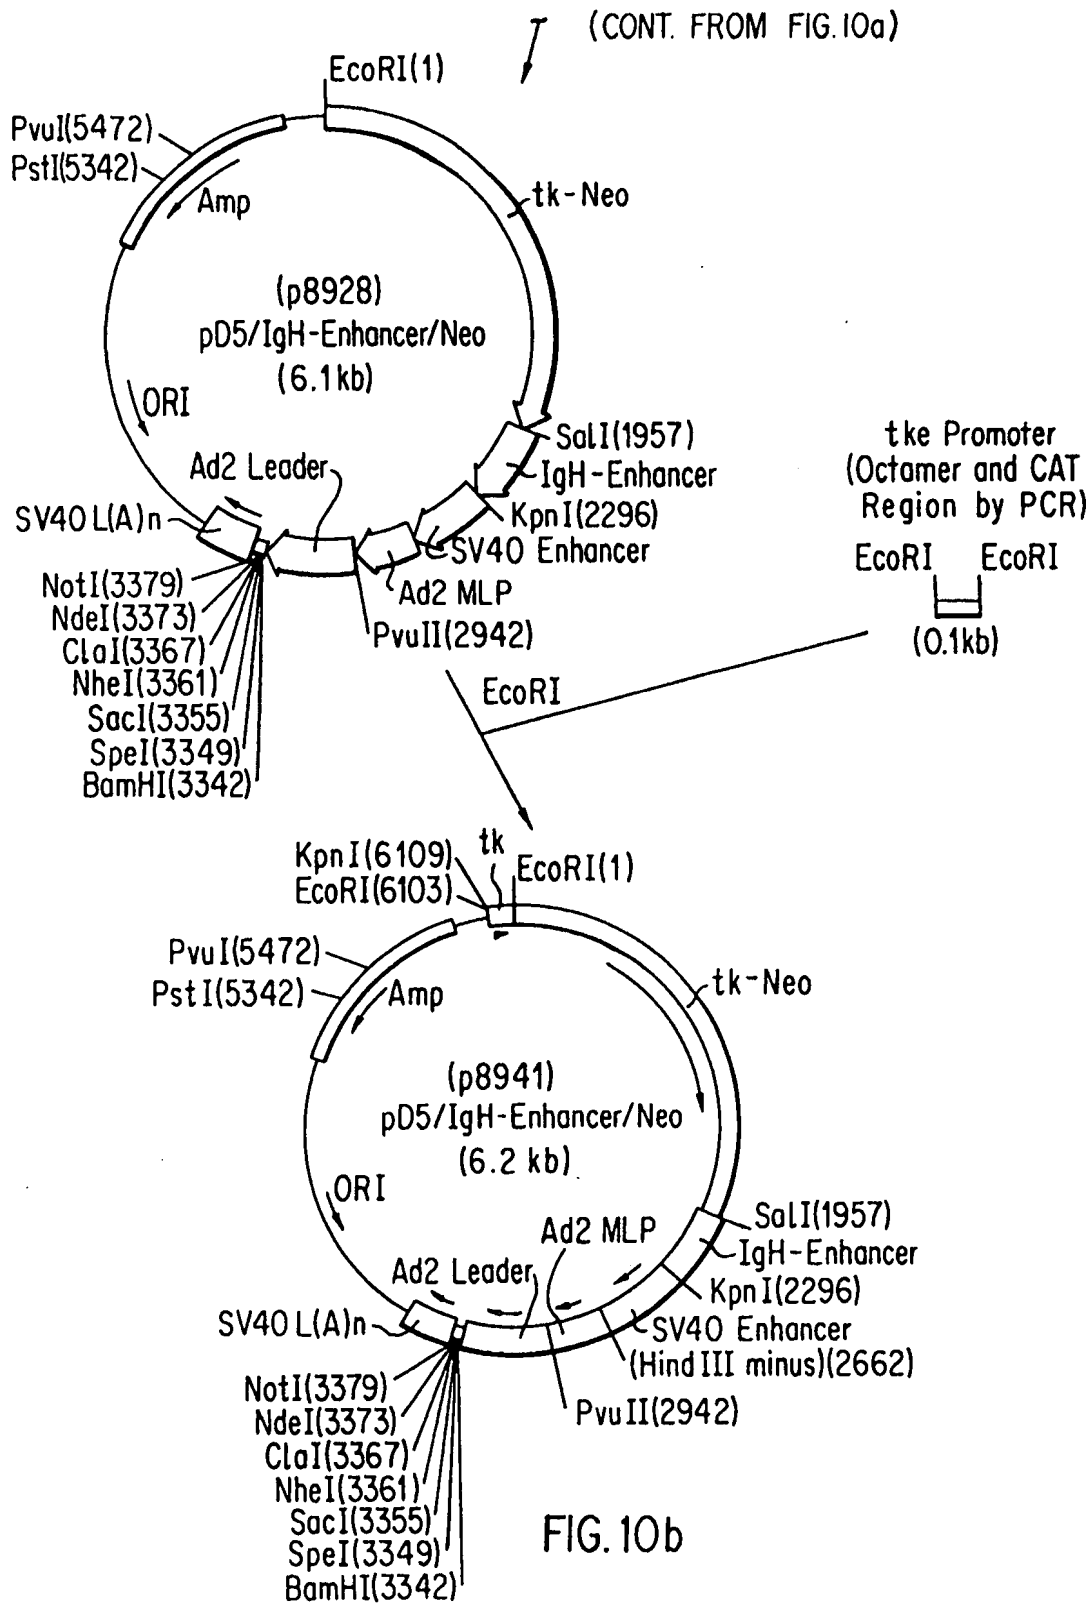 (CONT. FROM FIG.10a)
EcoRI(1)
PvuI(5472)
PstI(5342)
Amp
tk-Neo
(p8928)
pD5/IgH-Enhancer/Neo
(6.1kb)
ORI
Ad2 Leader
SV40 L(A)n
SalI(1957)
IgH-Enhancer
KpnI(2296)
SV40 Enhancer
Ad2 MLP
PvuII(2942)
NotI(3379)
NdeI(3373)
ClaI(3367)
NheI(3361)
SacI(3355)
SpeI(3349)
BamHI(3342)
tke Promoter
(Octamer and CAT
Region by PCR)
EcoRI EcoRI
(0.1kb)
EcoRI
KpnI(6109)
EcoRI(6103)
tk
EcoRI(1)
PvuI(5472)
PstI(5342)
Amp
tk-Neo
(p8941)
pD5/IgH-Enhancer/Neo
(6.2 kb)
ORI
Ad2 MLP
Ad2 Leader
SV40 L(A)n
SalI(1957)
IgH-Enhancer
KpnI(2296)
SV40 Enhancer
(Hind III minus)(2662)
PvuII(2942)
NotI(3379)
NdeI(3373)
ClaI(3367)
NheI(3361)
SacI(3355)
SpeI(3349)
BamHI(3342)
FIG.10b